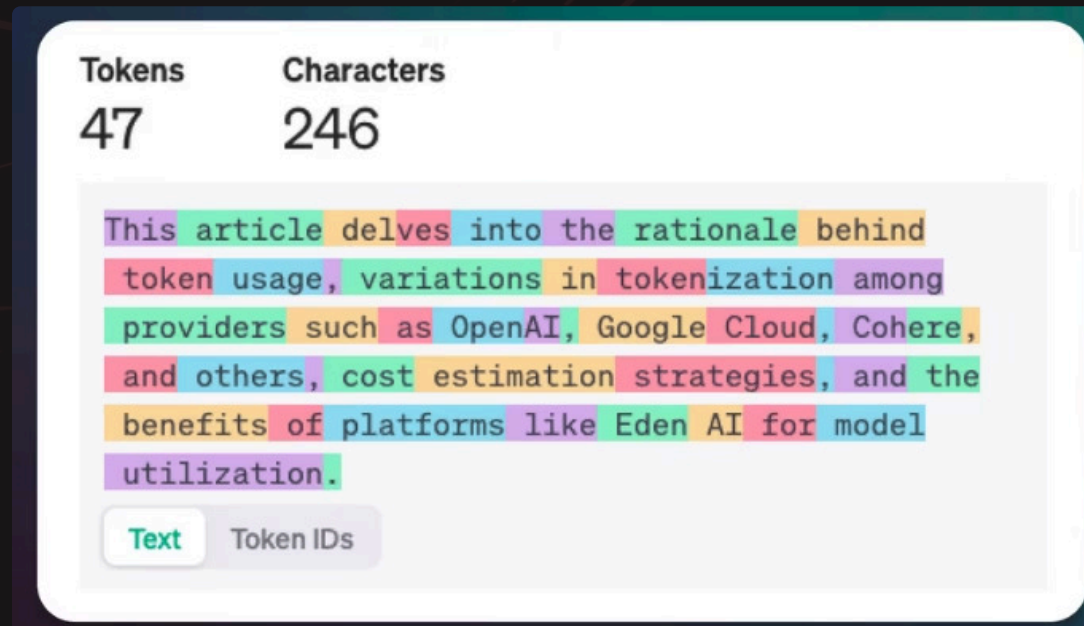 Tokens Characters
47 246
This article delves into the rationale behind
token usage, variations in tokenization among
providers such as OpenAI, Google Cloud, Cohere,
and others, cost estimation strategies, and the
benefits of platforms like Eden AI for model
utilization.
Text Token IDs